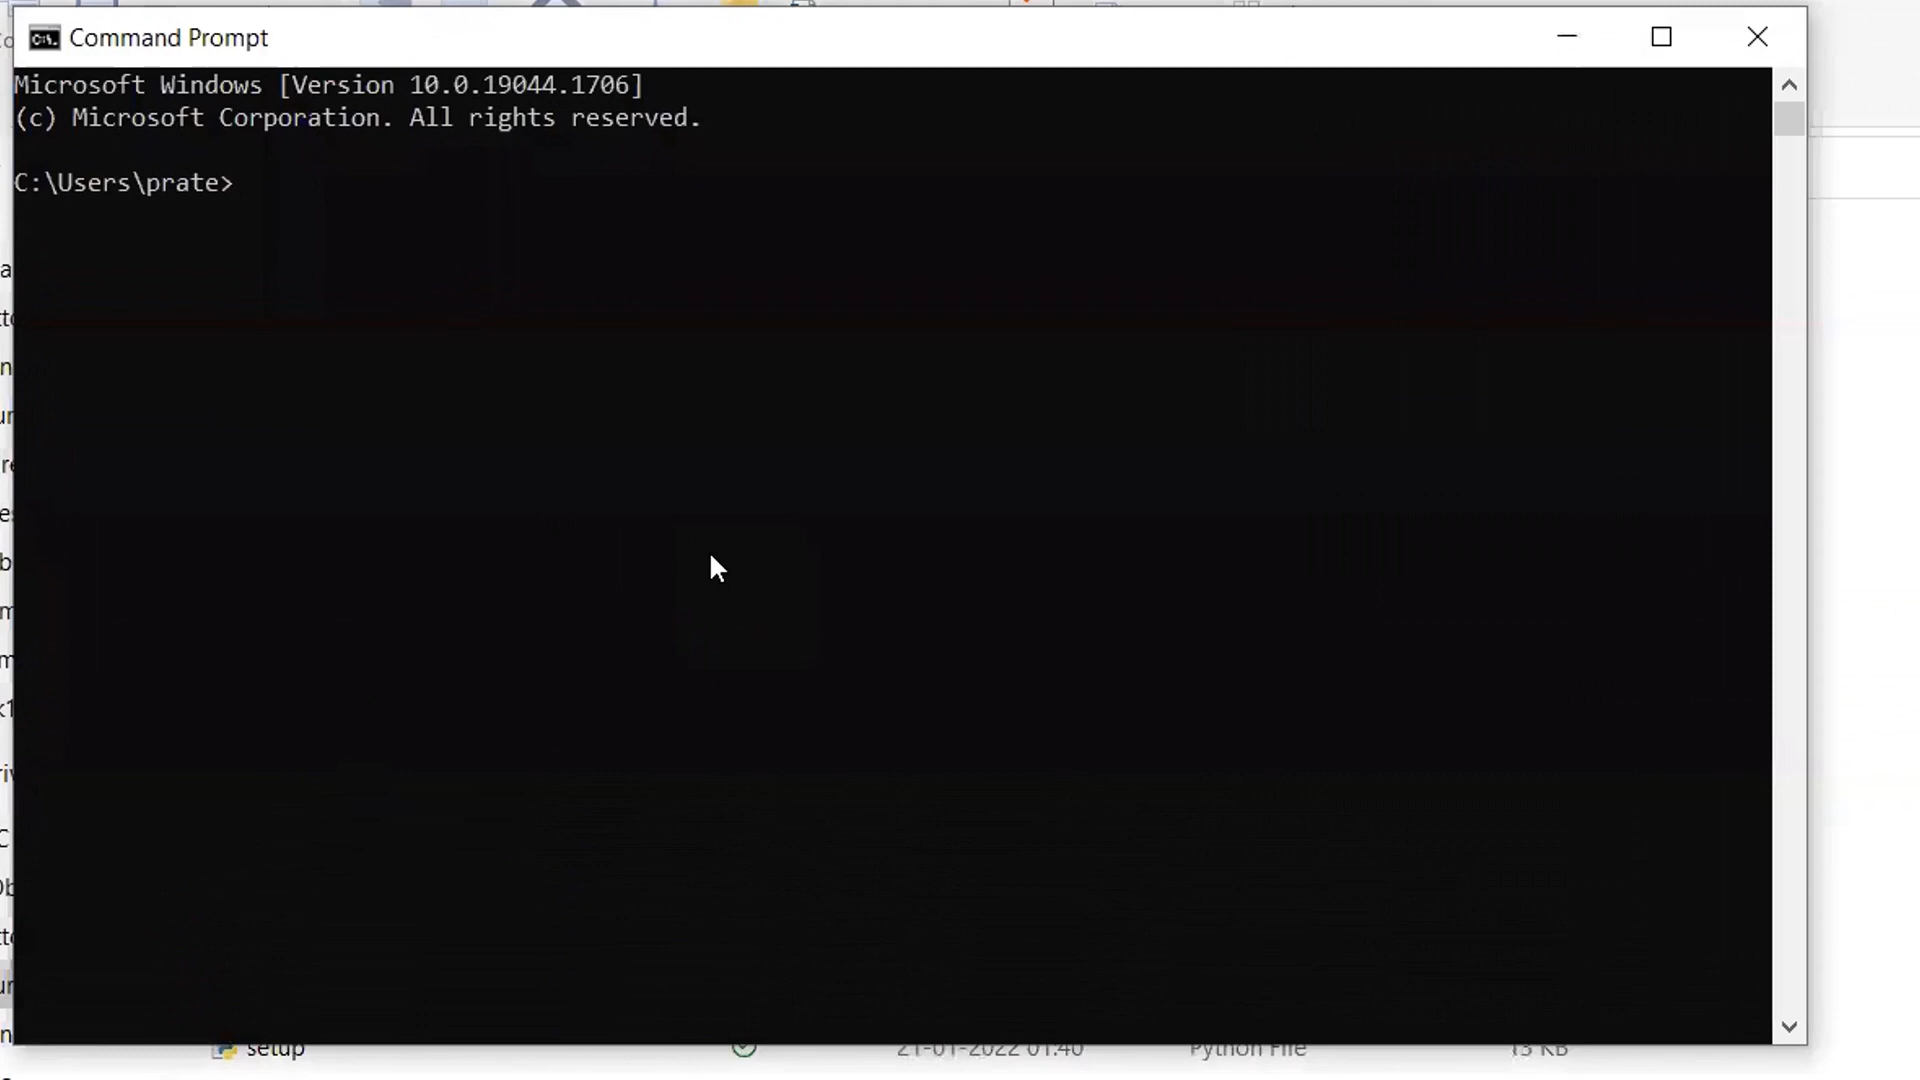 Command Prompt
Microsoft Windows [Version 10.0.19044.1706]
(c) Microsoft Corporation. All rights reserved.
C:\Users\prate>
setup 21-01-2022 01:40 Python File 13 KB